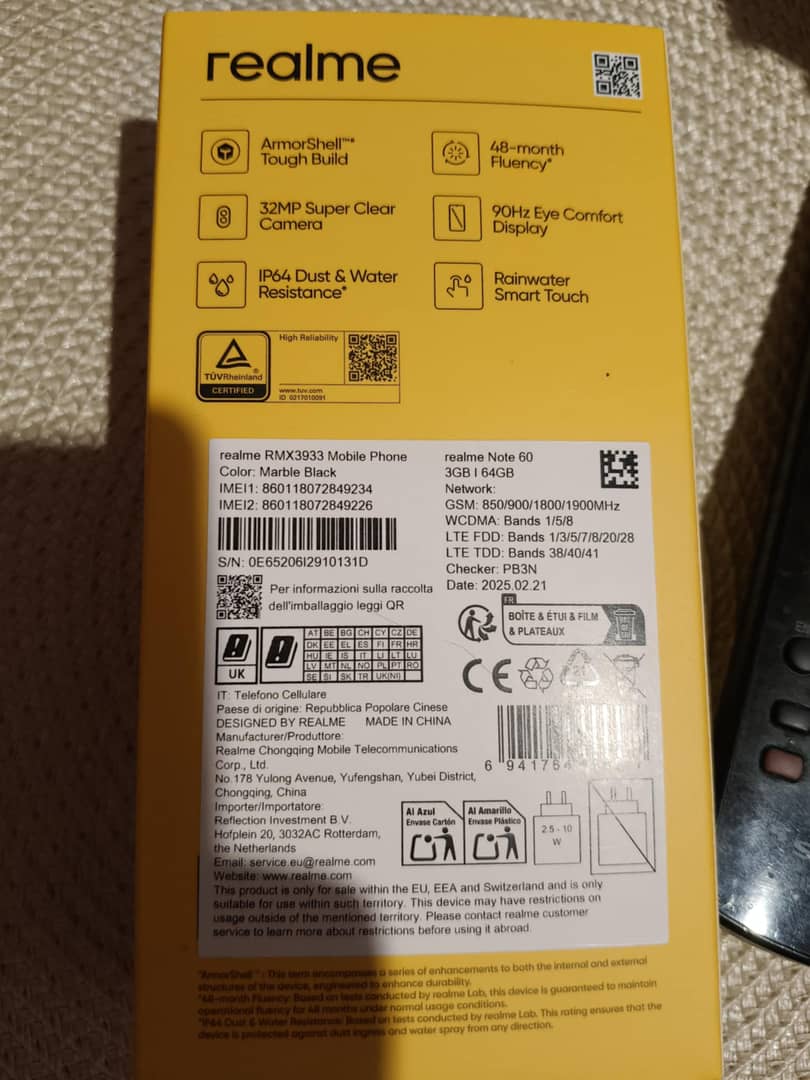 realme
ArmorShell™* Tough Build
48-month Fluency*
32MP Super Clear Camera
90Hz Eye Comfort Display
IP64 Dust & Water Resistance*
Rainwater Smart Touch
High Reliability
TÜVRheinland
CERTIFIED
www.tuv.com
ID 0217010091
realme RMX3933 Mobile Phone
Color: Marble Black
IMEI1: 860118072849234
IMEI2: 860118072849226
S/N: 0E65206I2910131D
Per informazioni sulla raccolta
dell'imballaggio leggi QR
realme Note 60
3GB I 64GB
Network:
GSM: 850/900/1800/1900MHz
WCDMA: Bands 1/5/8
LTE FDD: Bands 1/3/5/7/8/20/28
LTE TDD: Bands 38/40/41
Checker: PB3N
Date: 2025.02.21
FR
BOÎTE & ÉTUI & FILM
& PLATEAUX
UK
AT BE BG CH CY CZ DE
DK EE EL ES FI FR HR
HU IE IS IT LI LT LU
LV MT NL NO PL PT RO
SE SI SK TR UK(NI)
CE
IT: Telefono Cellulare
Paese di origine: Repubblica Popolare Cinese
DESIGNED BY REALME MADE IN CHINA
Manufacturer/Produttore:
Realme Chongqing Mobile Telecommunications
Corp., Ltd.
No.178 Yulong Avenue, Yufengshan, Yubei District,
Chongqing, China
Importer/Importatore:
Reflection Investment B.V.
Hofplein 20, 3032AC Rotterdam,
the Netherlands
Email: service.eu@realme.com
Website: www.realme.com
6 941764
Al Azul
Envase Cartón
Al Amarillo
Envase Plástico
2.5 - 10
W
This product is only for sale within the EU, EEA and Switzerland and is only
suitable for use within such territory. This device may have restrictions on
usage outside of the mentioned territory. Please contact realme customer
service to learn more about restrictions before using it abroad.
"ArmorShell™": This term encompasses a series of enhancements to both the internal and external
structures of the device, engineered to enhance durability.
"48-month Fluency: Based on tests conducted by realme Lab, this device is guaranteed to maintain
operational fluency for 48 months under normal usage conditions.
"IP64 Dust & Water Resistance: Based on tests conducted by realme Lab. This rating ensures that the
device is protected against dust ingress and water spray from any direction.